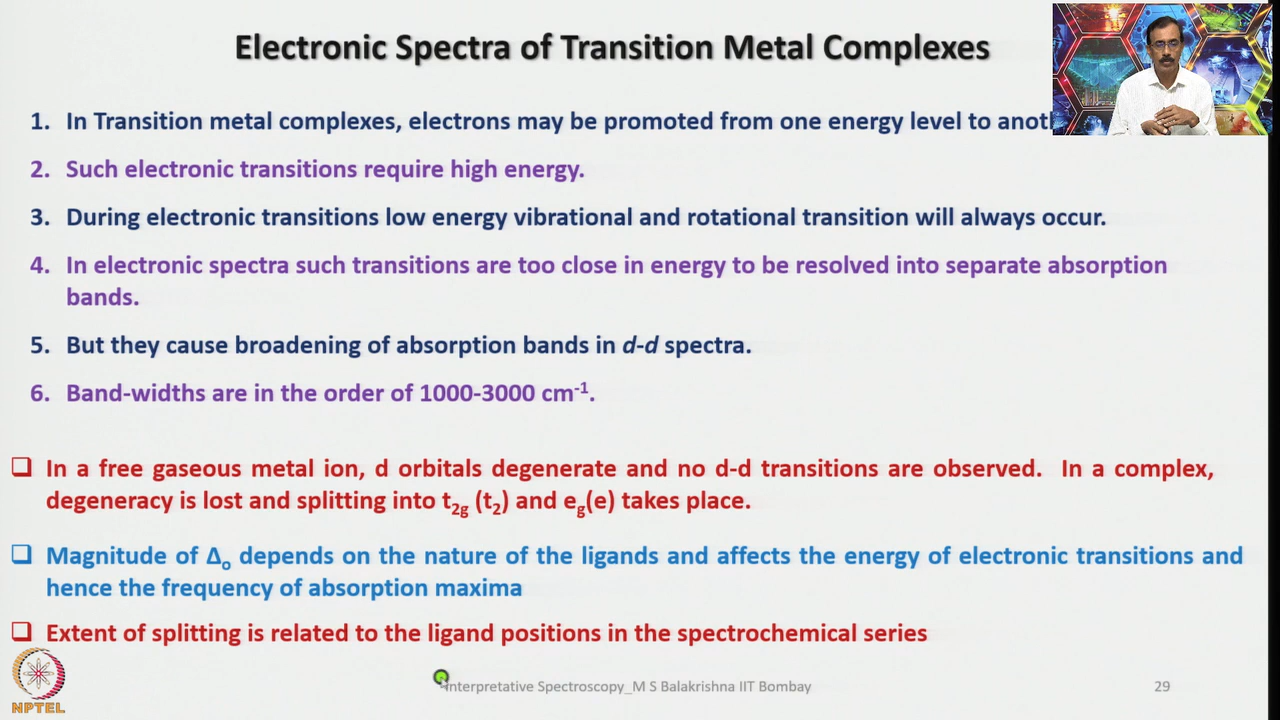 Electronic Spectra of Transition Metal Complexes
1. In Transition metal complexes, electrons may be promoted from one energy level to
2. Such electronic transitions require high energy.
3. During electronic transitions low energy vibrational and rotational transition will always occur.
4. In electronic spectra such transitions are too close in energy to be resolved into separate absorption
bands.
5. But they cause broadening of absorption bands in d-d spectra.
6. Band-widths are in the order of 1000-3000 cm⁻¹.
❑ In a free gaseous metal ion, d orbitals degenerate and no d-d transitions are observed. In a complex,
degeneracy is lost and splitting into t₂g (t₂) and eg(e) takes place.
❑ Magnitude of Δₒ depends on the nature of the ligands and affects the energy of electronic transitions and
hence the frequency of absorption maxima
❑ Extent of splitting is related to the ligand positions in the spectrochemical series
Interpretative Spectroscopy_M S Balakrishna IIT Bombay
29
NPTEL